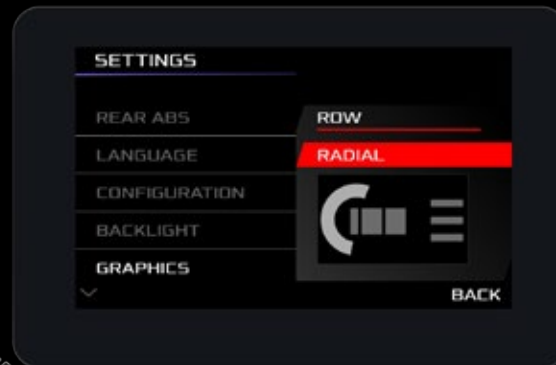 SETTINGS
REAR ABS
LANGUAGE
CONFIGURATION
BACKLIGHT
GRAPHICS
ROW
RADIAL
BACK